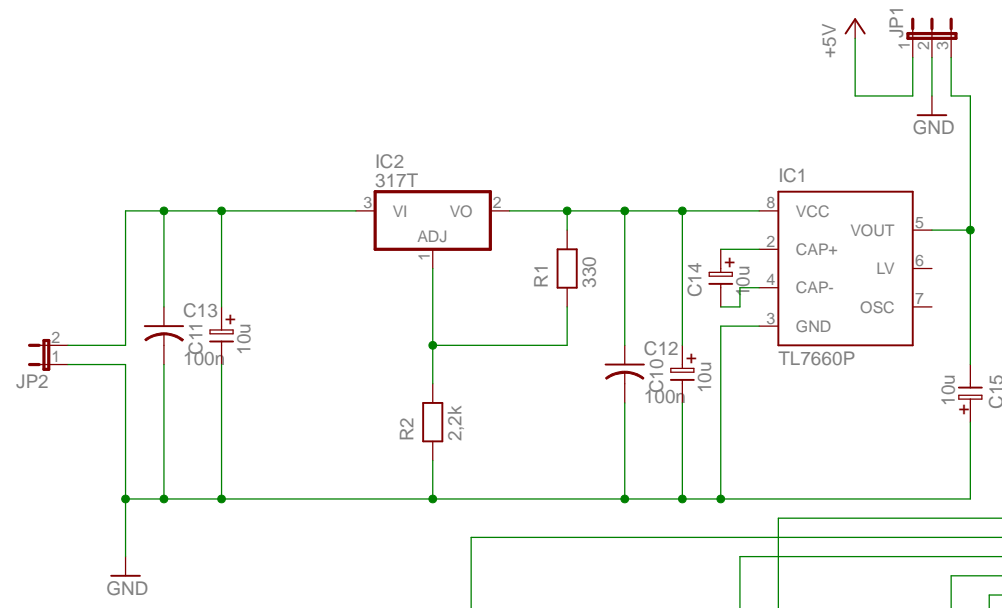 +5V
JP1
1
2
3
GND
IC2
317T
3
VI
VO
2
ADJ
1
IC1
8
VCC
2
CAP+
4
CAP-
3
GND
VOUT
5
LV
6
OSC
7
TL7660P
C14
+
10u
R1
330
C13
+
10u
C11
100n
C12
+
10u
C10
100n
10u
C15
+
2
1
JP2
R2
2,2k
GND